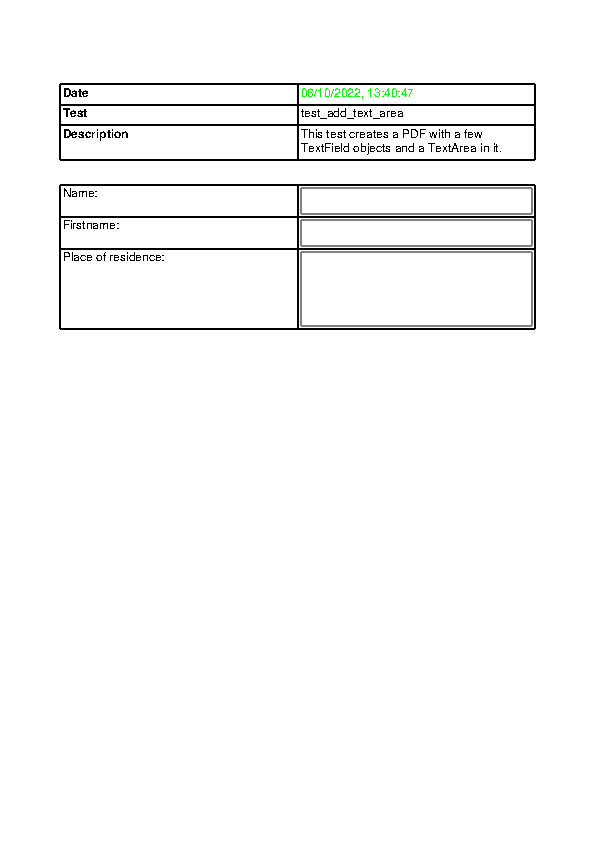 Date 06/10/2022, 13:40:47
Test test_add_text_area
Description This test creates a PDF with a few
TextField objects and a TextArea in it.
Name:
Firstname:
Place of residence: